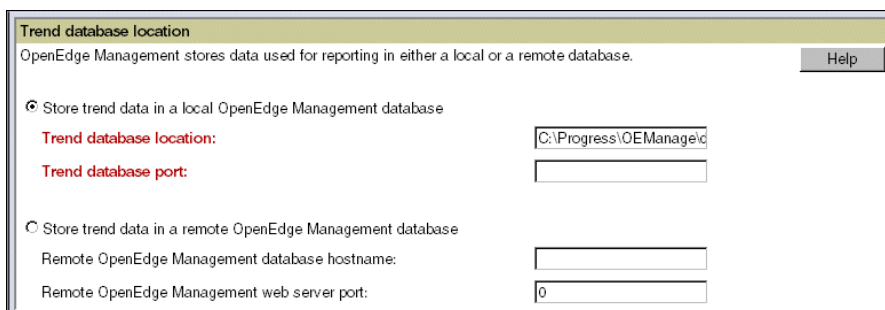 Trend database location
OpenEdge Management stores data used for reporting in either a local or a remote database.
Help
Store trend data in a local OpenEdge Management database
Trend database location: C:\Progress\OEManage\d
Trend database port:
Store trend data in a remote OpenEdge Management database
Remote OpenEdge Management database hostname:
Remote OpenEdge Management web server port: 0